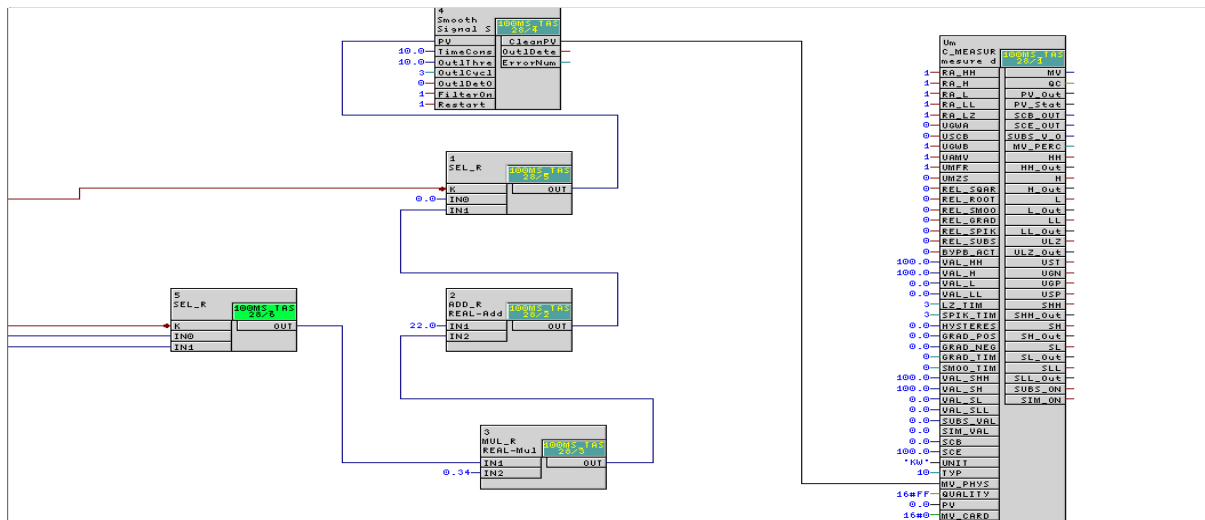 4
Smooth
Signal S
100MS_TAS
28/4
PV CleanPV
10.0 TimeCons OutlDete
10.0 OutlThre ErrorNum
3 OutlCycl
0 OutlDetO
1 FilterOn
1 Restart
1
SEL_R
100MS_TAS
28/5
K OUT
0.0 IN0
IN1
5
SEL_R
100MS_TAS
28/6
K OUT
IN0
IN1
2
ADD_R
REAL-Add
100MS_TAS
28/2
22.0 IN1 OUT
IN2
3
MUL_R
REAL-Mul
100MS_TAS
28/3
IN1 OUT
0.34 IN2
Um
C_MEASUR
measure d
100MS_TAS
28/1
1 RA_HH MV
1 RA_H QC
1 RA_L PV_Out
1 RA_LL PV_Stat
1 RA_LZ SCB_OUT
0 UGWA SCE_OUT
0 USCB SUBS_V_O
1 UGWB MV_PERC
1 UAMV HH
1 UMFR HH_Out
0 UMZS H
0 REL_SQAR H_Out
0 REL_ROOT L
0 REL_SMOO L_Out
0 REL_GRAD LL
0 REL_SPIK LL_Out
0 REL_SUBS ULZ
0 BYPB_ACT ULZ_Out
100.0 VAL_HH UST
100.0 VAL_H UGN
0.0 VAL_L UGP
0.0 VAL_LL USP
3 LZ_TIM SHH
3 SPIK_TIM SHH_Out
0.0 HYSTERES SH
0.0 GRAD_POS SH_Out
0.0 GRAD_NEG SL
0 GRAD_TIM SL_Out
0 SMOO_TIM SLL
100.0 VAL_SHH SLL_Out
100.0 VAL_SH SUBS_ON
0.0 VAL_SL SIM_ON
0.0 VAL_SLL
0.0 SUBS_VAL
0.0 SIM_VAL
0.0 SCB
100.0 SCE
'KW' UNIT
10 TYP
MV_PHYS
16#FF QUALITY
0.0 PV
16#0 MV_CARD